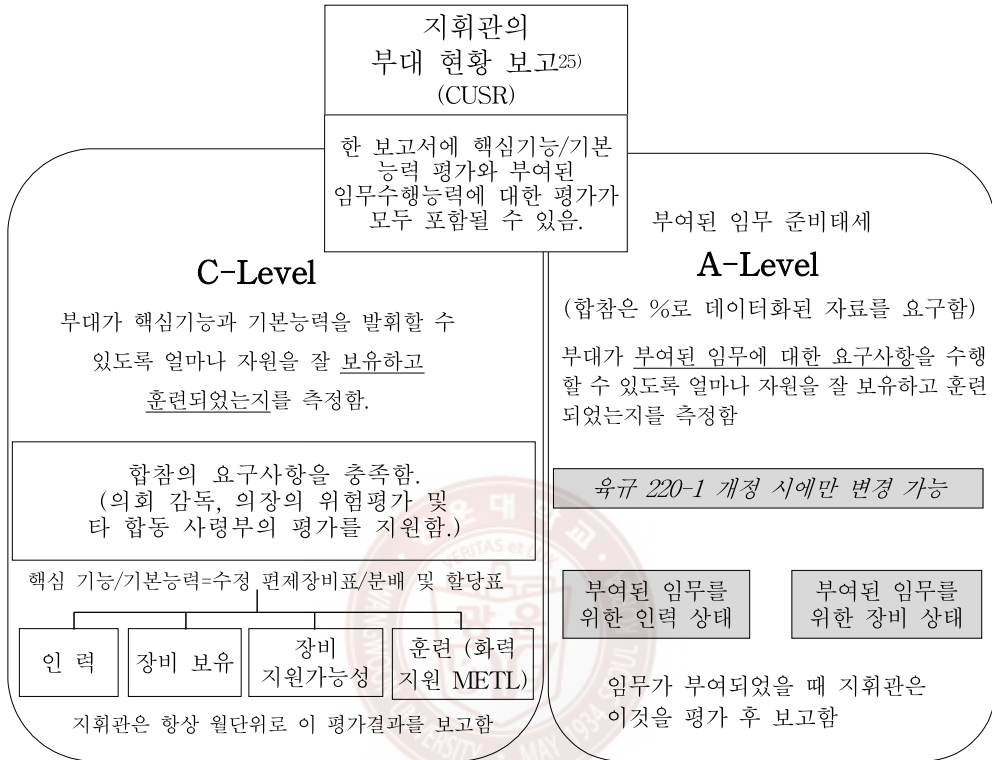 지휘관의
부대 현황 보고25)
(CUSR)
한 보고서에 핵심기능/기본
능력 평가와 부여된
임무수행능력에 대한 평가가
모두 포함될 수 있음.
C-Level
부대가 핵심기능과 기본능력을 발휘할 수
있도록 얼마나 자원을 잘 보유하고
훈련되었는지를 측정함.
합참의 요구사항을 충족함.
(의회 감독, 의장의 위험평가 및
타 합동 사령부의 평가를 지원함.)
핵심 기능/기본능력=수정 편제장비표/분배 및 할당표
인 력
장비 보유
장비
지원가능성
훈련 (화력
지원 METL)
지휘관은 항상 월단위로 이 평가결과를 보고함
부여된 임무 준비태세
A-Level
(합참은 %로 데이터화된 자료를 요구함)
부대가 부여된 임무에 대한 요구사항을 수행
할 수 있도록 얼마나 자원을 잘 보유하고 훈련
되었는지를 측정함
육규 220-1 개정 시에만 변경 가능
부여된 임무를
위한 인력 상태
부여된 임무를
위한 장비 상태
임무가 부여되었을 때 지휘관은
이것을 평가 후 보고함